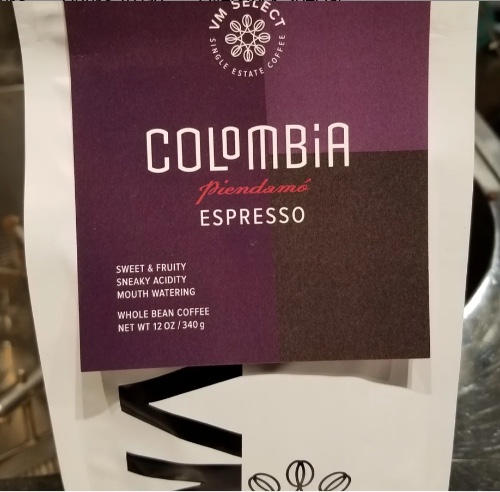 VM SELECT
SINGLE ESTATE COFFEE
COLOMBIA
piendamó
ESPRESSO
SWEET & FRUITY
SNEAKY ACIDITY
MOUTH WATERING
WHOLE BEAN COFFEE
NET WT 12 OZ / 340 g